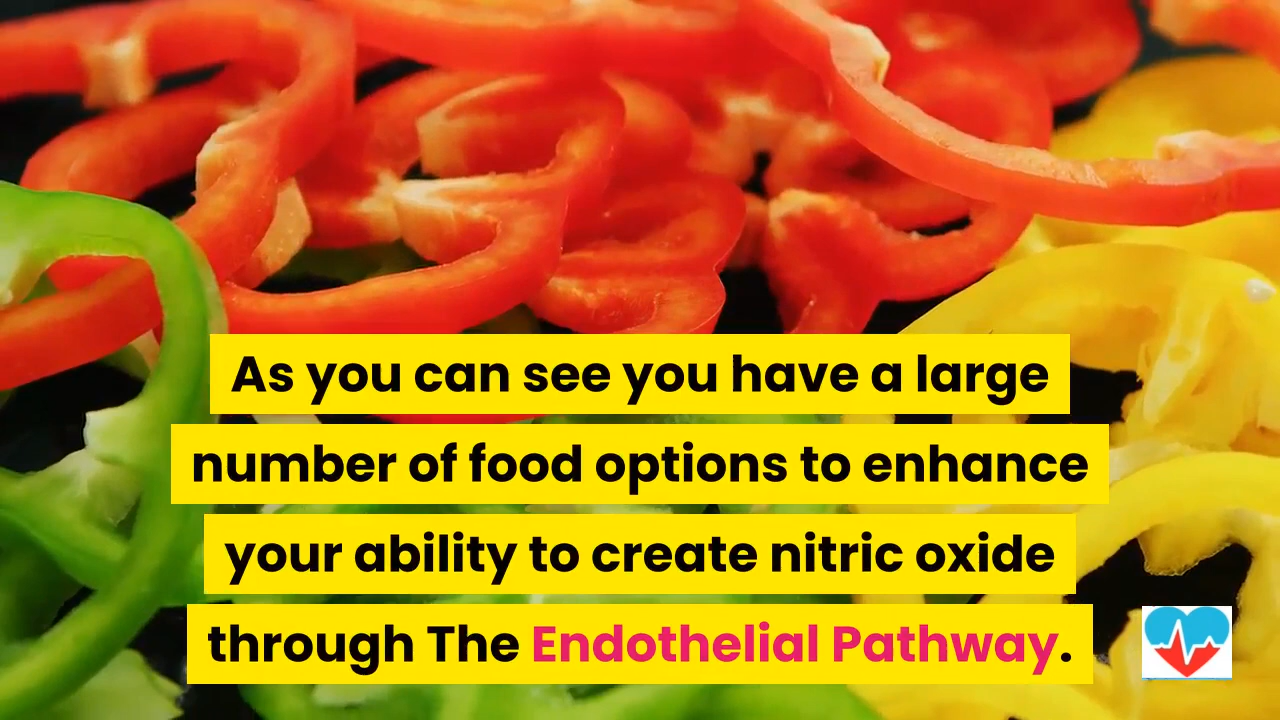 As you can see you have a large
number of food options to enhance
your ability to create nitric oxide
through The Endothelial Pathway.